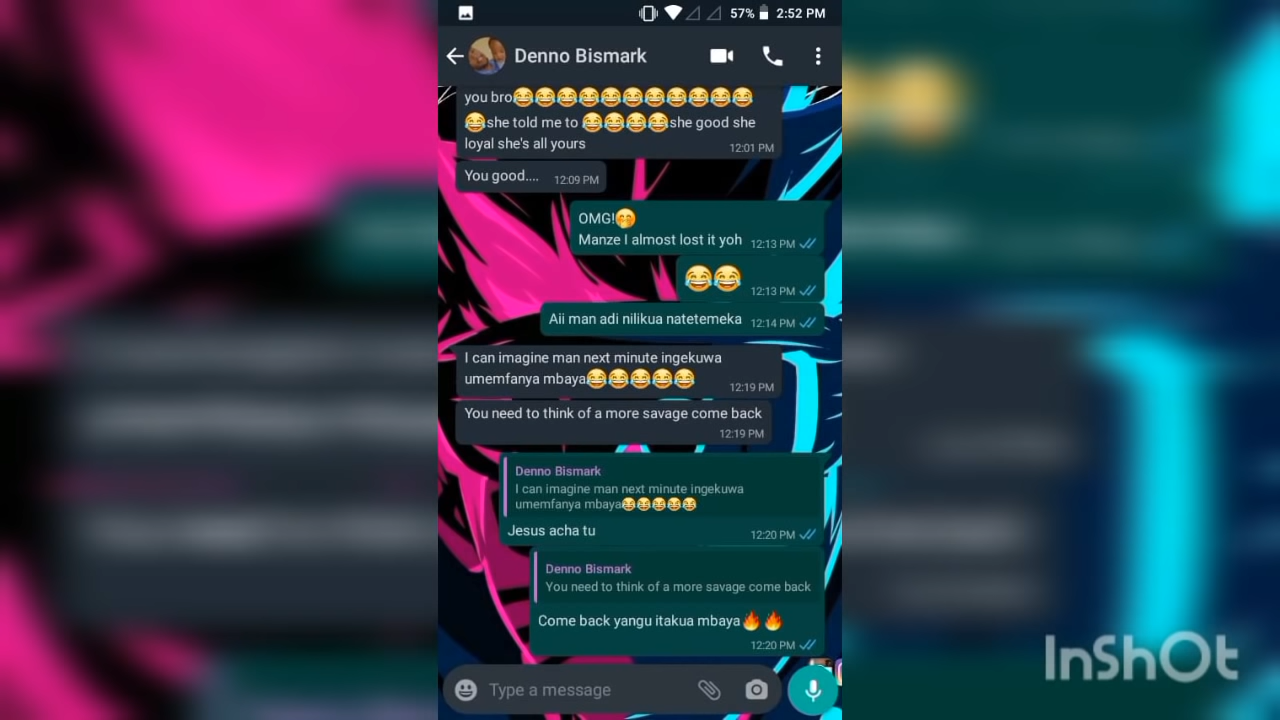 57% 2:52 PM
Denno Bismark
you bro😂😂😂😂😂😂😂😂😂😂😂
😂she told me to 😂😂😂😂she good she
loyal she's all yours
12:01 PM
You good.... 12:09 PM
OMG!🤭
Manze I almost lost it yoh 12:13 PM
😂😂 12:13 PM
Aii man adi nilikua natetemeka 12:14 PM
I can imagine man next minute ingekuwa
umemfanya mbaya😂😂😂😂😂
12:19 PM
You need to think of a more savage come back
12:19 PM
Denno Bismark
I can imagine man next minute ingekuwa
umemfanya mbaya😂😂😂😂😂
Jesus acha tu 12:20 PM
Denno Bismark
You need to think of a more savage come back
Come back yangu itakua mbaya🔥🔥
12:20 PM
Type a message
InShOt